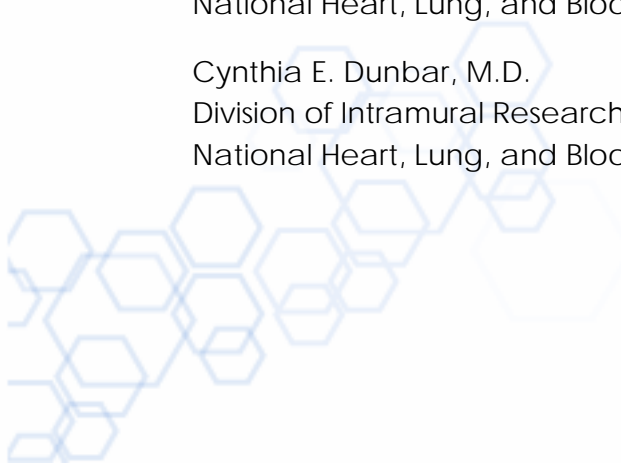 National Heart, Lung, and Bloo
Cynthia E. Dunbar, M.D.
Division of Intramural Research
National Heart, Lung, and Bloo